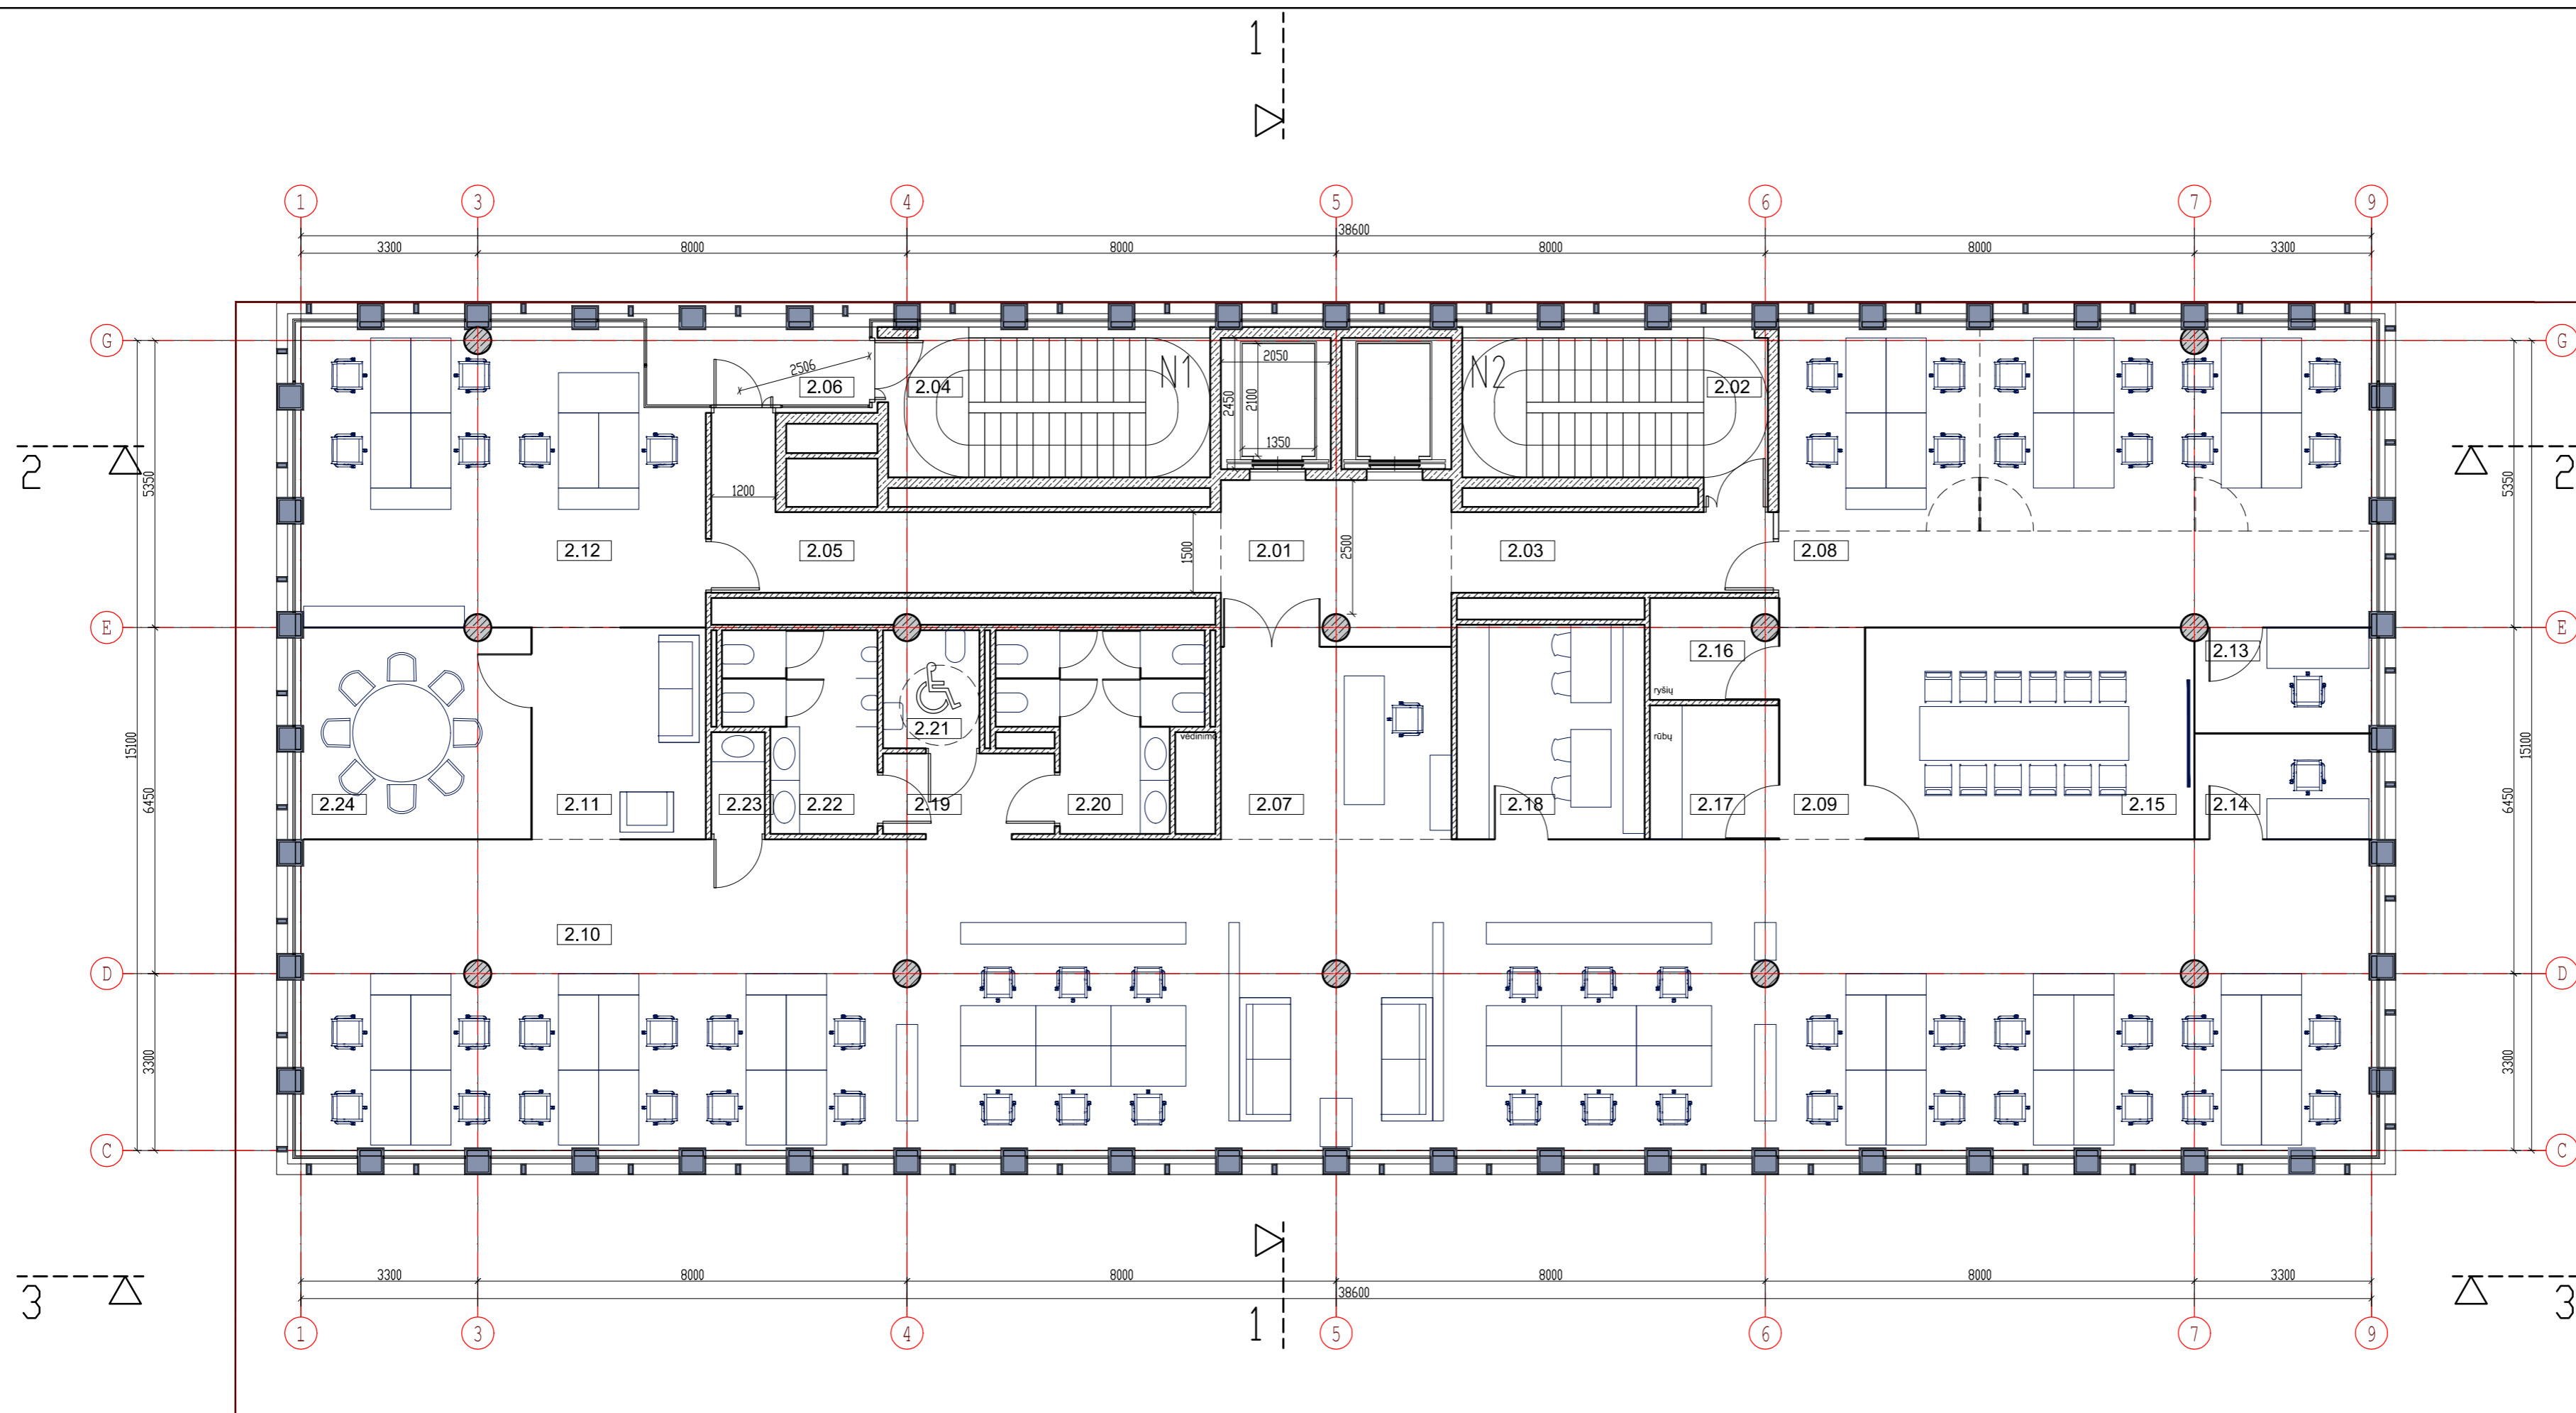 1
1 3 4 5 6 7 9
38600
3300 8000 8000 8000 8000 3300
G G
N1 N2
2050
2506
2.06 2.04 2.02
2450 2100
1350
2 2
5350 5350
1200
2.12 2.05 1500 2.01 2500 2.03 2.08
E E
2.16 2.13
ryšių
2.21
vėdinimo rūbų
15100 15100
6450 6450
2.24 2.11 2.23 2.22 2.19 2.20 2.07 2.18 2.17 2.09 2.15 2.14
2.10
D D
3300 3300
C C
3300 8000 8000 8000 8000 3300
38600
3 3
1
1 3 4 5 6 7 9